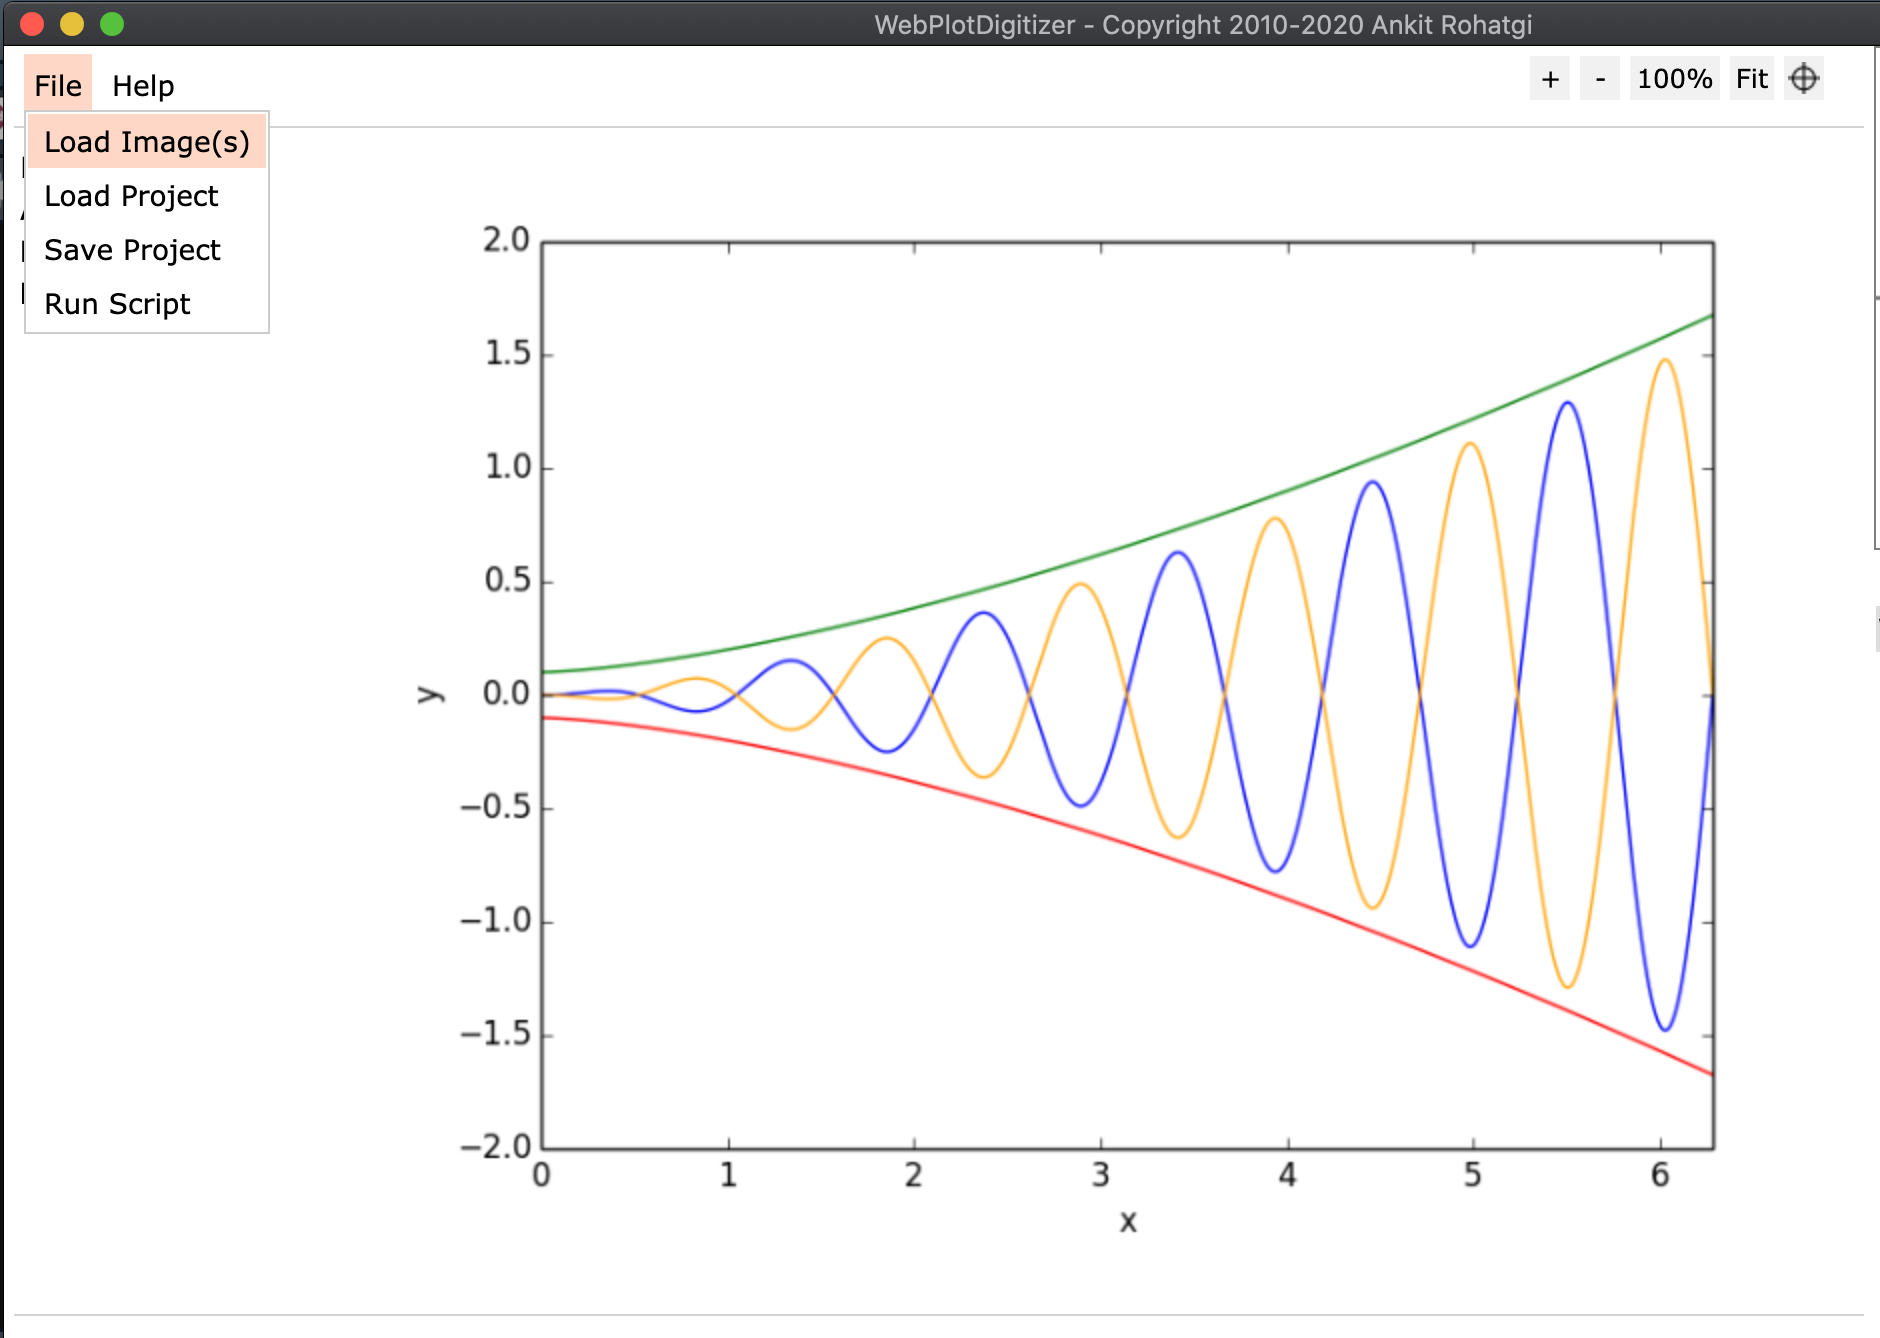 WebPlotDigitizer - Copyright 2010-2020 Ankit Rohatgi
File Help + - 100% Fit
Load Image(s)
Load Project
Save Project
Run Script
2.0
1.5
1.0
0.5
0.0
−0.5
−1.0
−1.5
−2.0
y
0 1 2 3 4 5 6
x